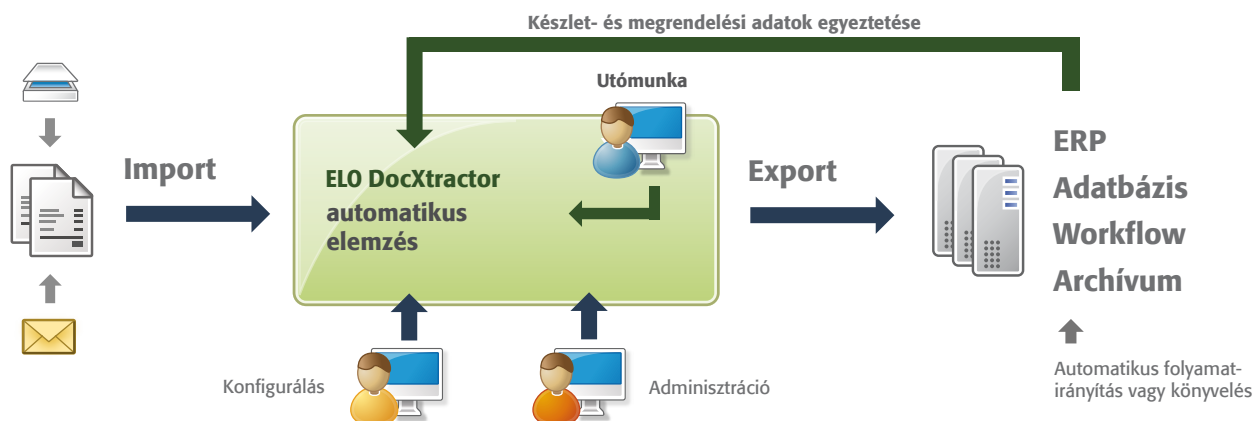 Készlet- és megrendelési adatok egyeztetése
Utómunka
Import
ELO DocXtractor
automatikus
elemzés
Export
ERP
Adatbázis
Workflow
Archívum
Konfigurálás
Adminisztráció
Automatikus folyamat-
irányítás vagy könyvelés